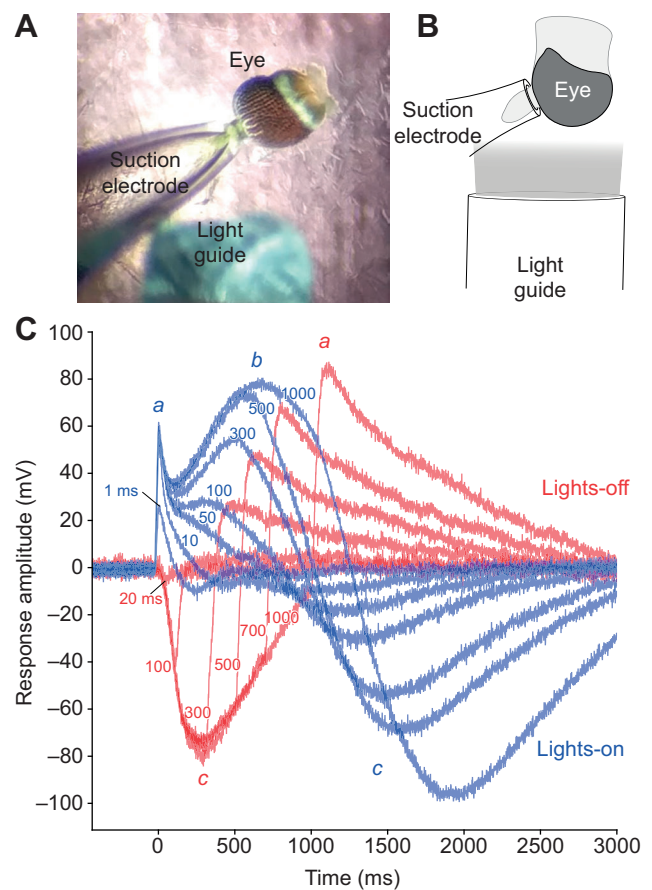 A
Eye
Suction
electrode
Light
guide
B
Eye
Suction
electrode
Light
guide
C
Response amplitude (mV)
100
80
60
40
20
0
–20
–40
–60
–80
–100
a
b
a
1000
500
300
100
50
10
1 ms
Lights-off
20 ms
100
300
500
700
1000
c
c
Lights-on
0
500
1000
1500
2000
2500
3000
Time (ms)